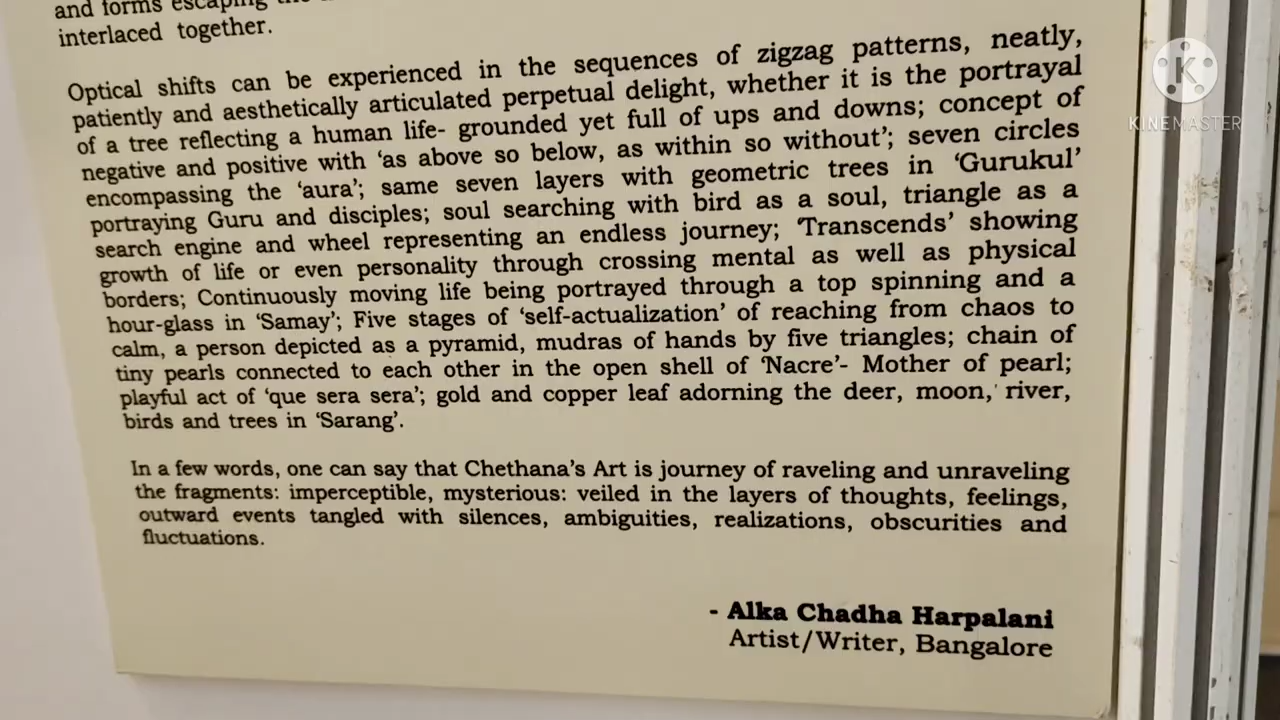 and forms escaping the
interlaced together.
Optical shifts can be experienced in the sequences of zigzag patterns, neatly,
patiently and aesthetically articulated perpetual delight, whether it is the portrayal
of a tree reflecting a human life- grounded yet full of ups and downs; concept of
negative and positive with ‘as above so below, as within so without’; seven circles
encompassing the ‘aura’; same seven layers with geometric trees in ‘Gurukul’
portraying Guru and disciples; soul searching with bird as a soul, triangle as a
search engine and wheel representing an endless journey; ‘Transcends’ showing
growth of life or even personality through crossing mental as well as physical
borders; Continuously moving life being portrayed through a top spinning and a
hour-glass in ‘Samay’; Five stages of ‘self-actualization’ of reaching from chaos to
calm, a person depicted as a pyramid, mudras of hands by five triangles; chain of
tiny pearls connected to each other in the open shell of ‘Nacre’- Mother of pearl;
playful act of ‘que sera sera’; gold and copper leaf adorning the deer, moon, river,
birds and trees in ‘Sarang’.
In a few words, one can say that Chethana’s Art is journey of raveling and unraveling
the fragments: imperceptible, mysterious: veiled in the layers of thoughts, feelings,
outward events tangled with silences, ambiguities, realizations, obscurities and
fluctuations.
- Alka Chadha Harpalani
Artist/Writer, Bangalore
K
KINEMASTER